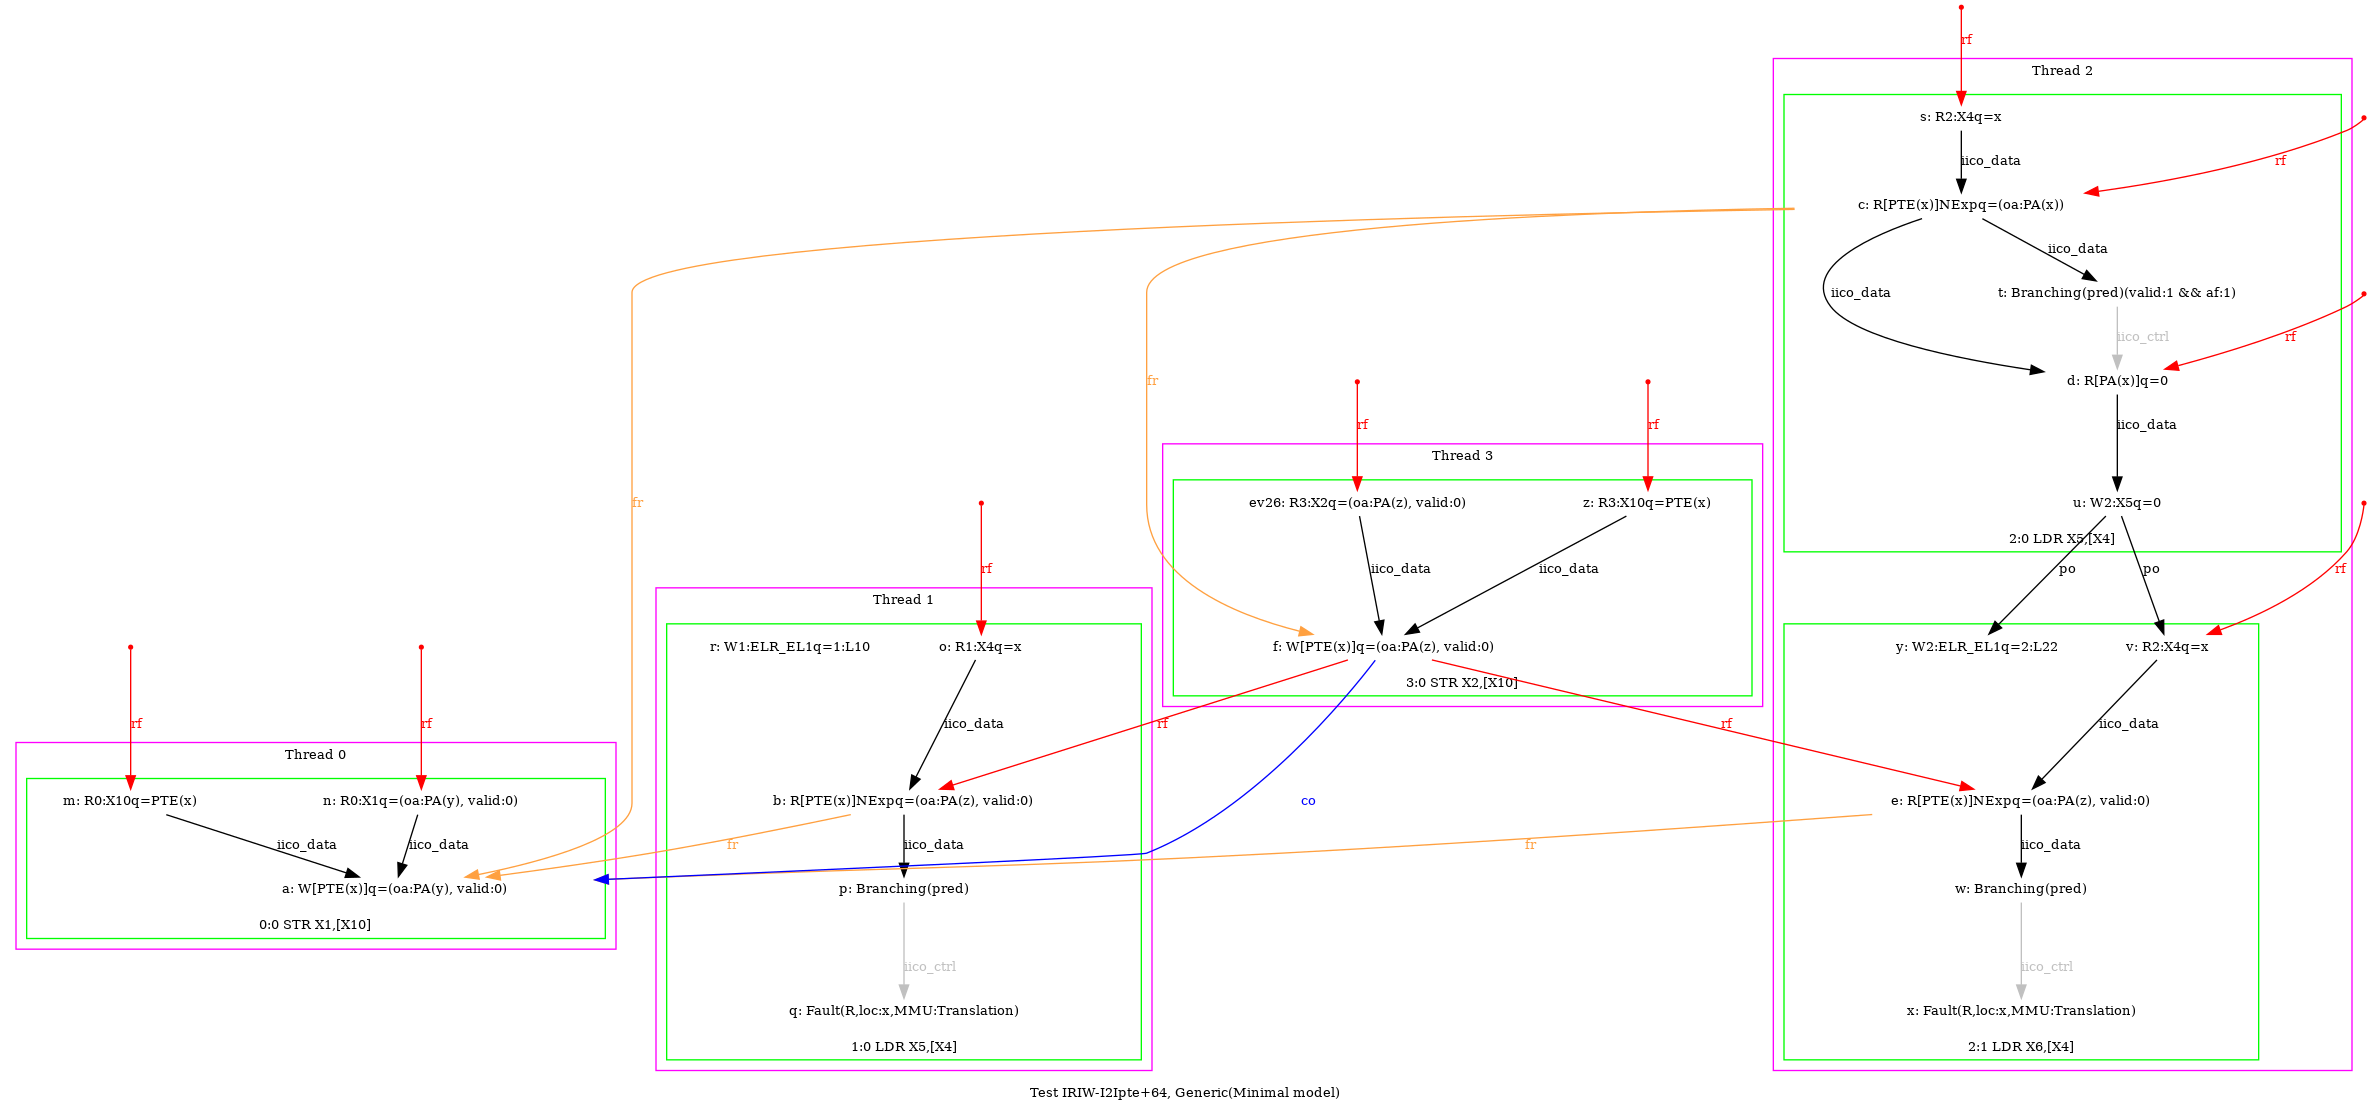 rf
Thread 2
s: R2:X4q=x
iico_data
rf
c: R[PTE(x)]NExpq=(oa:PA(x))
iico_data
iico_data
t: Branching(pred)(valid:1 && af:1)
iico_ctrl
rf
fr
d: R[PA(x)]q=0
rf
rf
iico_data
Thread 3
fr
rf
ev26: R3:X2q=(oa:PA(z), valid:0)
z: R3:X10q=PTE(x)
u: W2:X5q=0
2:0 LDR X5,[X4]
rf
iico_data
iico_data
po
po
rf
Thread 1
r: W1:ELR_EL1q=1:L10
o: R1:X4q=x
f: W[PTE(x)]q=(oa:PA(z), valid:0)
y: W2:ELR_EL1q=2:L22
v: R2:X4q=x
3:0 STR X2,[X10]
rf
rf
iico_data
rf
rf
iico_data
Thread 0
m: R0:X10q=PTE(x)
n: R0:X1q=(oa:PA(y), valid:0)
b: R[PTE(x)]NExpq=(oa:PA(z), valid:0)
co
e: R[PTE(x)]NExpq=(oa:PA(z), valid:0)
iico_data
iico_data
fr
iico_data
fr
iico_data
a: W[PTE(x)]q=(oa:PA(y), valid:0)
p: Branching(pred)
w: Branching(pred)
0:0 STR X1,[X10]
iico_ctrl
iico_ctrl
q: Fault(R,loc:x,MMU:Translation)
x: Fault(R,loc:x,MMU:Translation)
1:0 LDR X5,[X4]
2:1 LDR X6,[X4]
Test IRIW-I2Ipte+64, Generic(Minimal model)